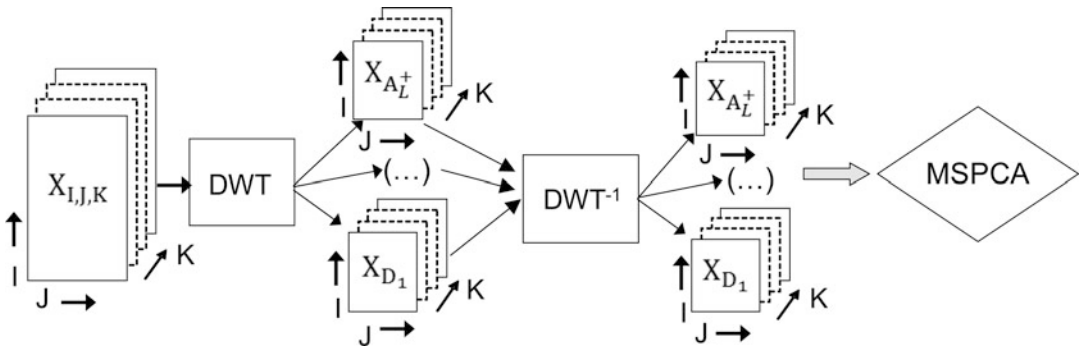 X_{I,J,K}
I
J
K
DWT
X_{A_L^+}
I
J
K
(...)
X_{D_1}
I
J
K
DWT^{-1}
X_{A_L^+}
I
J
K
(...)
X_{D_1}
I
J
K
MSPCA